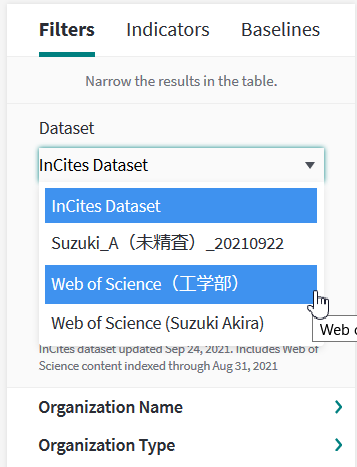 Filters Indicators Baselines
Narrow the results in the table.
Dataset
InCites Dataset
InCites Dataset
Suzuki_A（未精査）_20210922
Web of Science（工学部）
Web of Science (Suzuki Akira)
Web
InCites dataset updated Sep 24, 2021. Includes Web of
Science content indexed through Aug 31, 2021
Organization Name
Organization Type